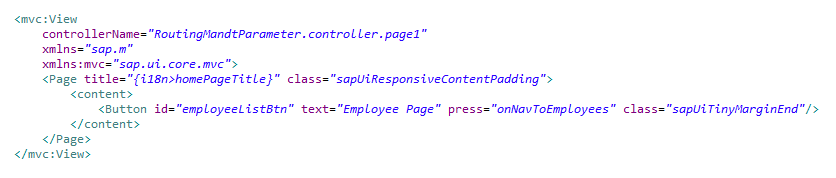 <mvc:View
controllerName="RoutingMandtParameter.controller.page1"
xmlns="sap.m"
xmlns:mvc="sap.ui.core.mvc">
<Page title="{i18n>homePageTitle}" class="sapUiResponsiveContentPadding">
<content>
<Button id="employeeListBtn" text="Employee Page" press="onNavToEmployees" class="sapUiTinyMarginEnd"/>
</content>
</Page>
</mvc:View>